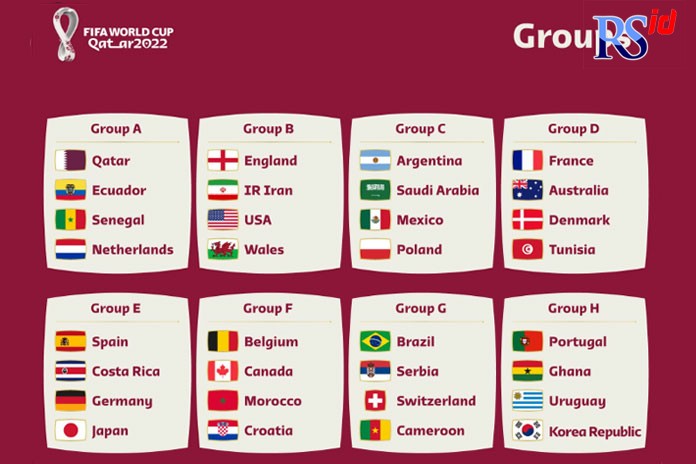 FIFA WORLD CUP
Qatar2022
Groups
RS id
Group A
Qatar
Ecuador
Senegal
Netherlands
Group B
England
IR Iran
USA
Wales
Group C
Argentina
Saudi Arabia
Mexico
Poland
Group D
France
Australia
Denmark
Tunisia
Group E
Spain
Costa Rica
Germany
Japan
Group F
Belgium
Canada
Morocco
Croatia
Group G
Brazil
Serbia
Switzerland
Cameroon
Group H
Portugal
Ghana
Uruguay
Korea Republic